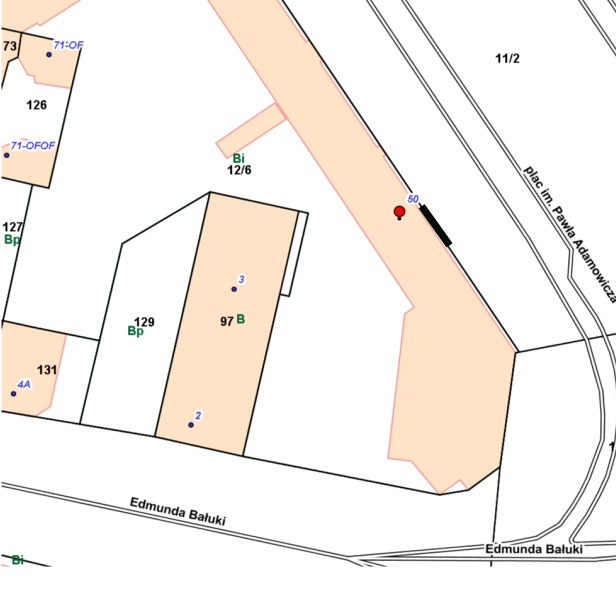 73
71-OF
11/2
126
plac im. Pawła Adamowicza
71-OFOF
Bi
12/6
50
127
Bp
3
129
Bp
97 B
131
4A
2
Edmunda Bałuki
Edmunda Bałuki
Bi